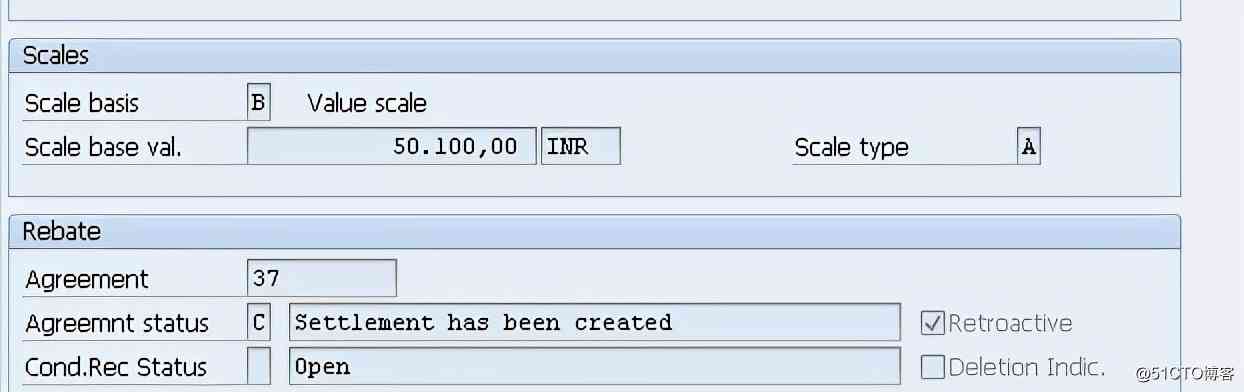 Scales
Scale basis B Value scale
Scale base val. 50.100,00 INR Scale type A
Rebate
Agreement 37
Agreemnt status C Settlement has been created Retroactive
Cond.Rec Status Open Deletion Indic.
@51CTO博客